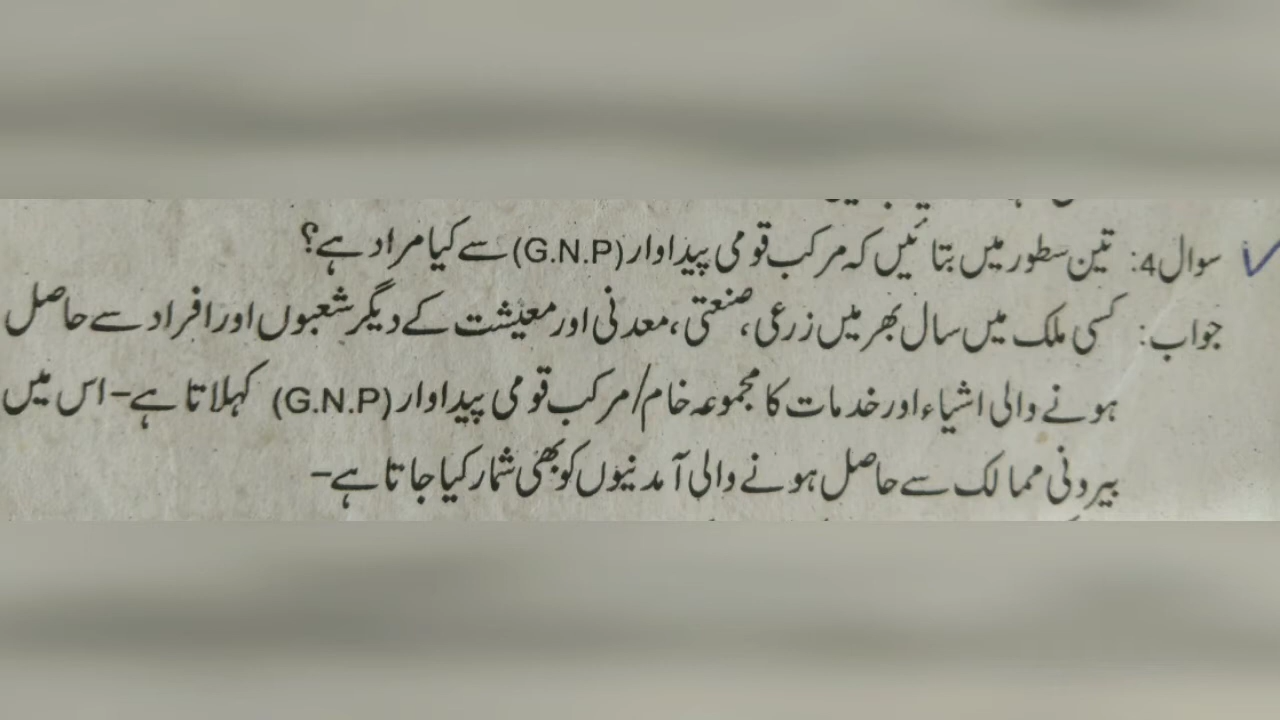 سوال4: تین سطور میں بتائیں کہ مرکب قومی پیداوار (G.N.P) سے کیا مراد ہے؟
جواب: کسی ملک میں سال بھر میں زرعی، صنعتی، معدنی اور معیشت کے دیگر شعبوں اور افراد سے حاصل
ہونے والی اشیاء اور خدمات کا مجموعہ خام/مرکب قومی پیداوار (G.N.P) کہلاتا ہے- اس میں
بیرونی ممالک سے حاصل ہونے والی آمدنیوں کو بھی شمار کیا جاتا ہے-